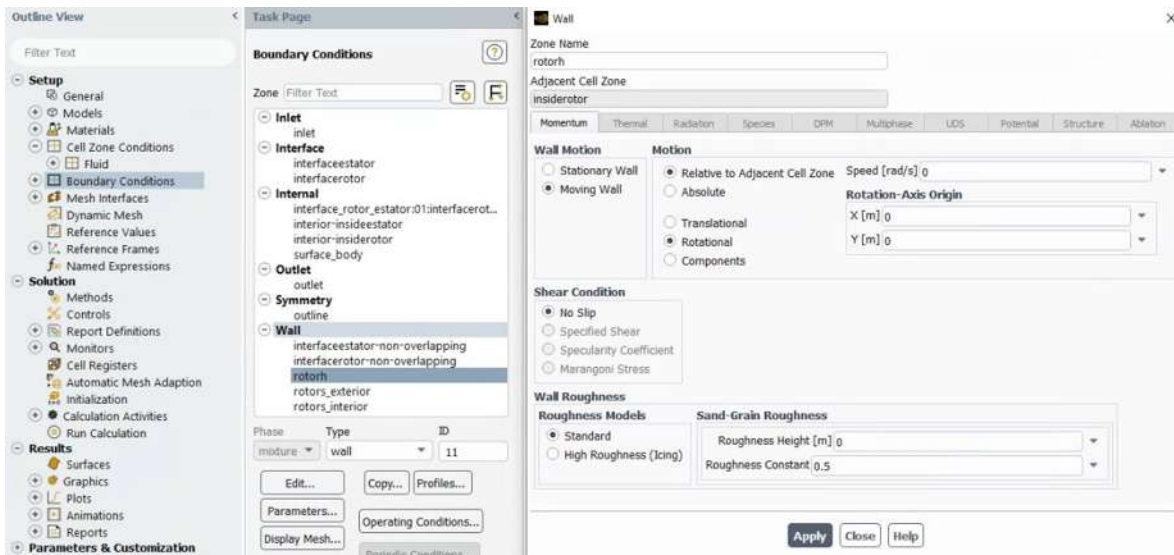 Outline View
Filter Text
Setup
General
Models
Materials
Cell Zone Conditions
Fluid
Boundary Conditions
Mesh Interfaces
Dynamic Mesh
Reference Values
Reference Frames
Named Expressions
Solution
Methods
Controls
Report Definitions
Monitors
Cell Registers
Automatic Mesh Adaption
Initialization
Calculation Activities
Run Calculation
Results
Surfaces
Graphics
Plots
Animations
Reports
Parameters & Customization
Task Page
Boundary Conditions
Zone Filter Text
Inlet
inlet
Interface
interfaceestator
interfacerotor
Internal
interface_rotor_estator:01:interfacerot...
interior-insideestator
interior-insiderotor
surface_body
Outlet
outlet
Symmetry
outline
Wall
interfaceestator-non-overlapping
interfacerotor-non-overlapping
rotorh
rotors_exterior
rotors_interior
Phase Type ID
mixture wall 11
Edit... Copy... Profiles...
Parameters... Operating Conditions...
Display Mesh... Periodic Conditions...
Wall
Zone Name
rotorh
Adjacent Cell Zone
insiderotor
Momentum Thermal Radiation Species DPM Multiphase UDS Potential Structure Ablation
Wall Motion Motion
Stationary Wall Relative to Adjacent Cell Zone Speed [rad/s] 0
Moving Wall Absolute Rotation-Axis Origin
Translational X [m] 0
Rotational Y [m] 0
Components
Shear Condition
No Slip
Specified Shear
Specularity Coefficient
Marangoni Stress
Wall Roughness
Roughness Models Sand-Grain Roughness
Standard Roughness Height [m] 0
High Roughness (Icing) Roughness Constant 0.5
Apply Close Help